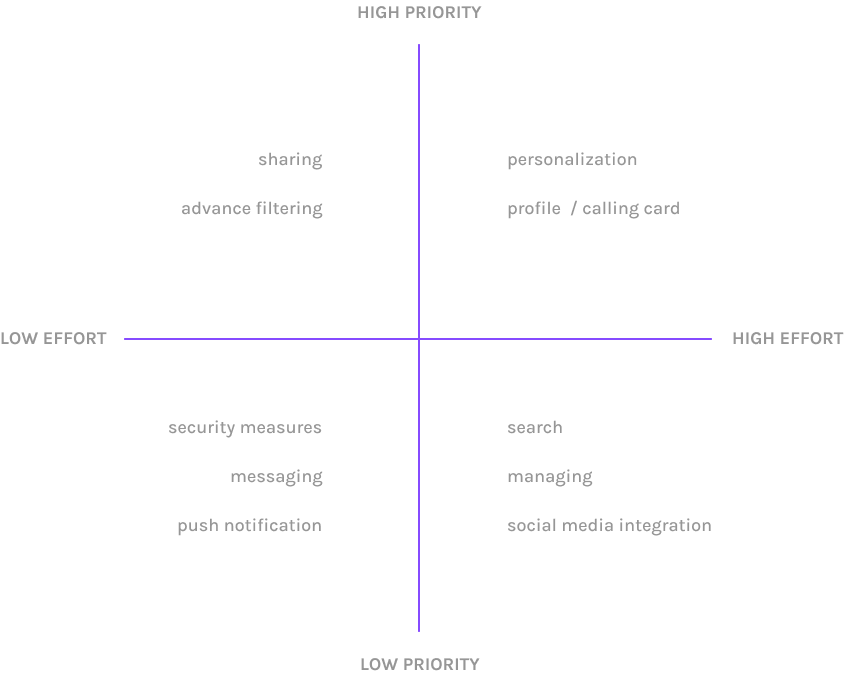 HIGH PRIORITY
sharing
personalization
advance filtering
profile / calling card
LOW EFFORT
HIGH EFFORT
security measures
search
messaging
managing
push notification
social media integration
LOW PRIORITY